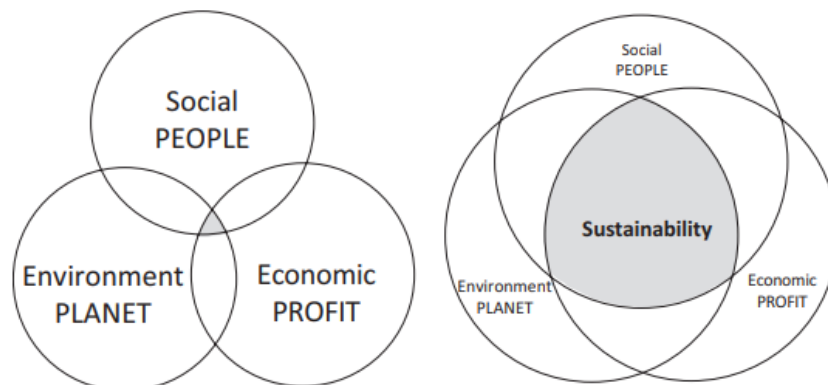 Social
PEOPLE
Environment
PLANET
Economic
PROFIT
Social
PEOPLE
Sustainability
Environment
PLANET
Economic
PROFIT